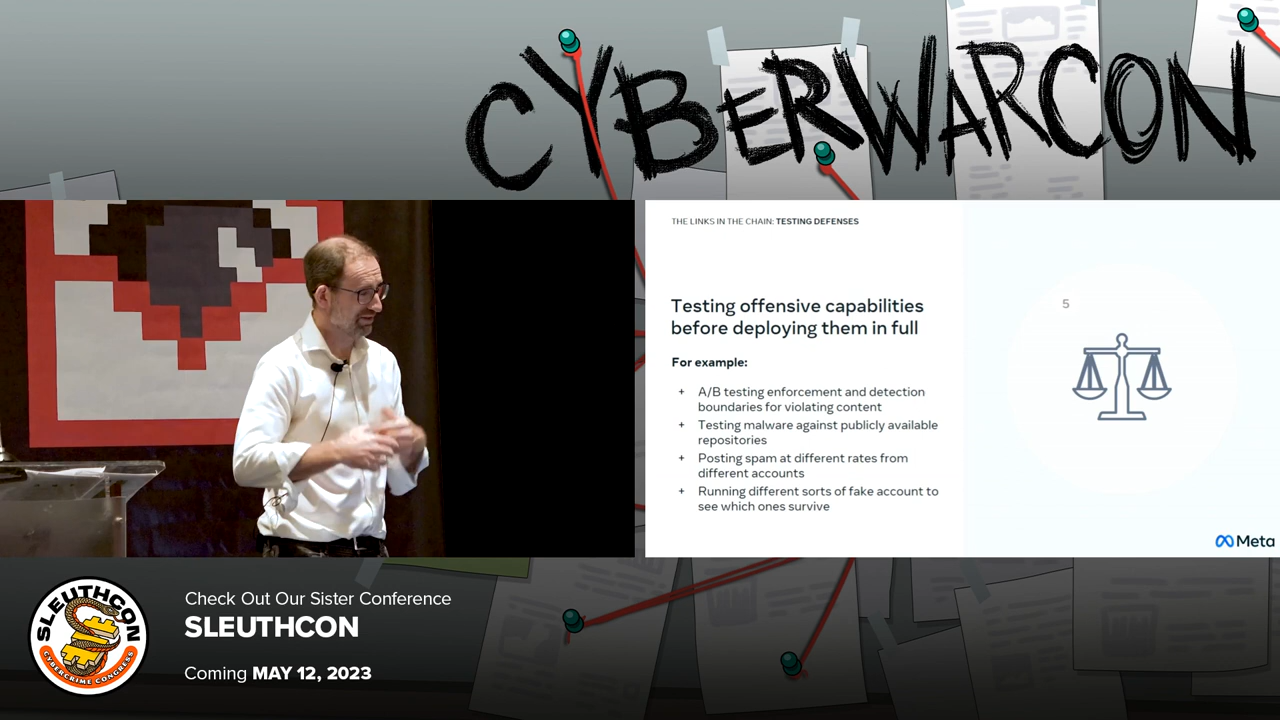 CYBERWARCON
THE LINKS IN THE CHAIN: TESTING DEFENSES
Testing offensive capabilities
before deploying them in full
For example:
+ A/B testing enforcement and detection
boundaries for violating content
+ Testing malware against publicly available
repositories
+ Posting spam at different rates from
different accounts
+ Running different sorts of fake account to
see which ones survive
5
Meta
SLEUTHCON
CYBERCRIME CONGRESS
Check Out Our Sister Conference
SLEUTHCON
Coming MAY 12, 2023